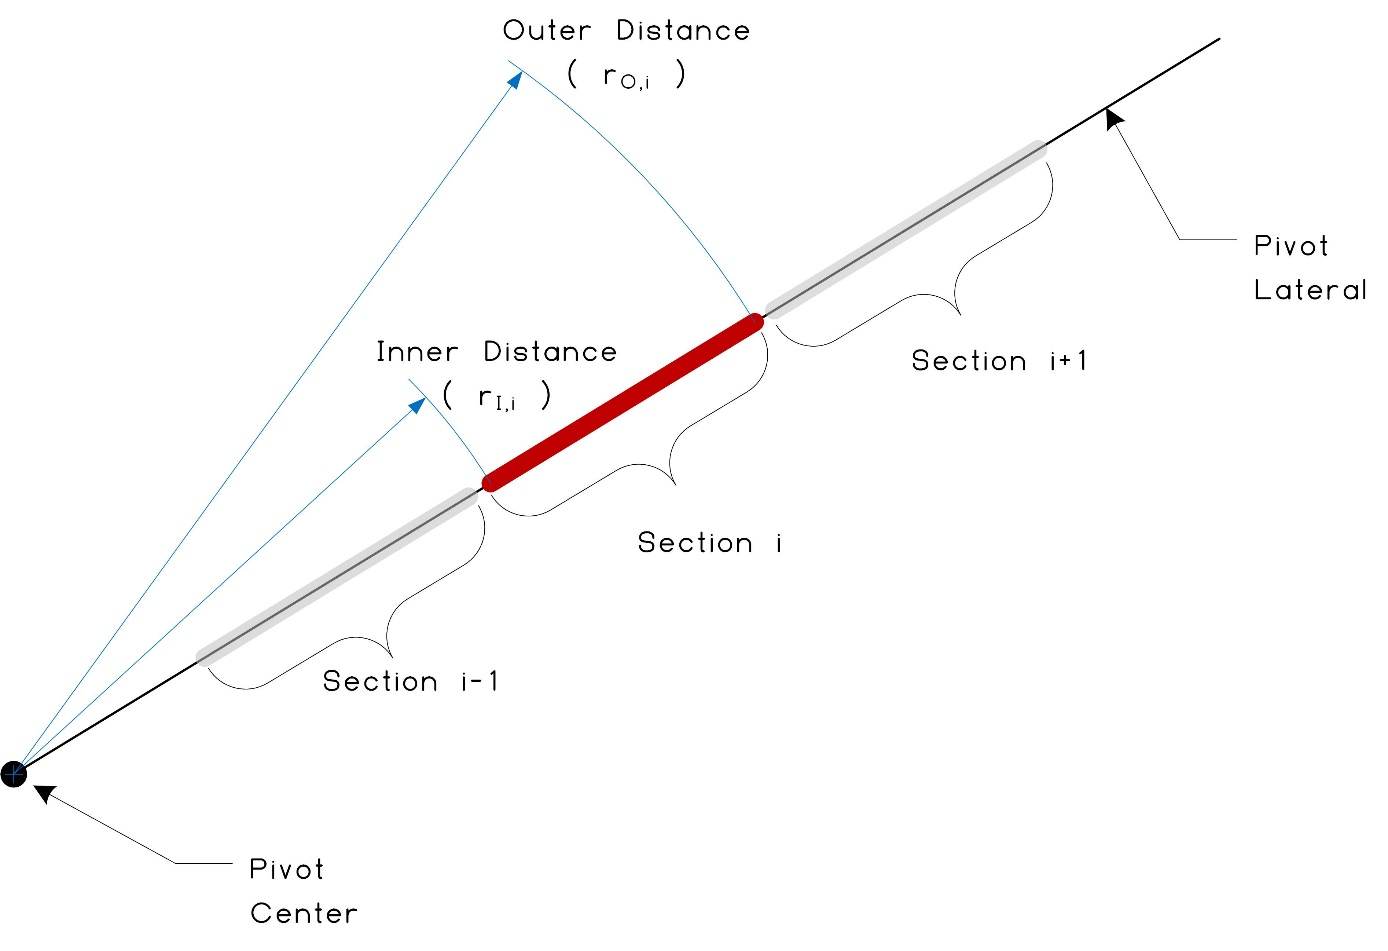 Outer Distance
( rO,i )
Inner Distance
( rI,i )
Pivot
Lateral
Section i+1
Section i
Section i-1
Pivot
Center